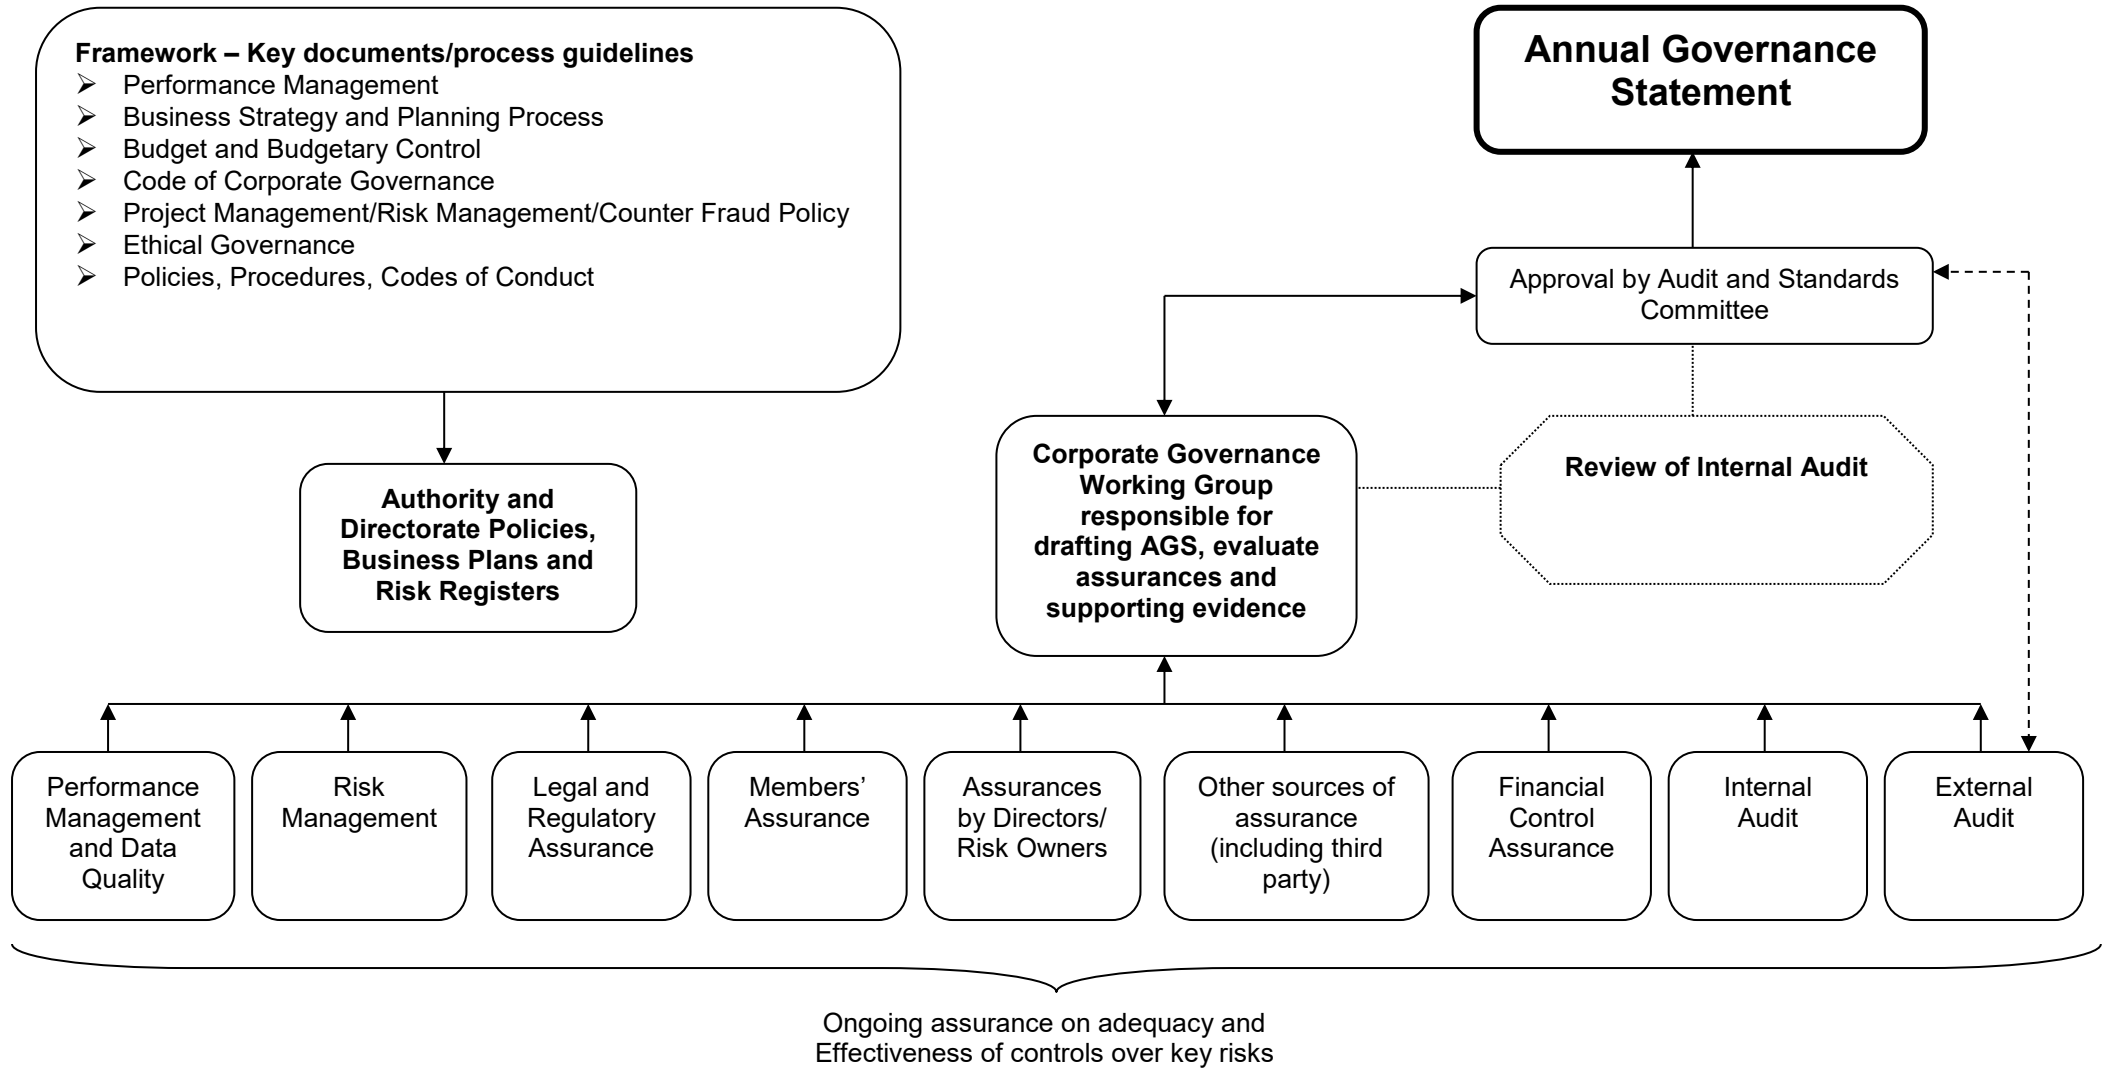 Framework – Key documents/process guidelines
➢ Performance Management
➢ Business Strategy and Planning Process
➢ Budget and Budgetary Control
➢ Code of Corporate Governance
➢ Project Management/Risk Management/Counter Fraud Policy
➢ Ethical Governance
➢ Policies, Procedures, Codes of Conduct
Annual Governance
Statement
Approval by Audit and Standards
Committee
Authority and
Directorate Policies,
Business Plans and
Risk Registers
Corporate Governance
Working Group
responsible for
drafting AGS, evaluate
assurances and
supporting evidence
Review of Internal Audit
Performance
Management
and Data
Quality
Risk
Management
Legal and
Regulatory
Assurance
Members’
Assurance
Assurances
by Directors/
Risk Owners
Other sources of
assurance
(including third
party)
Financial
Control
Assurance
Internal
Audit
External
Audit
Ongoing assurance on adequacy and
Effectiveness of controls over key risks